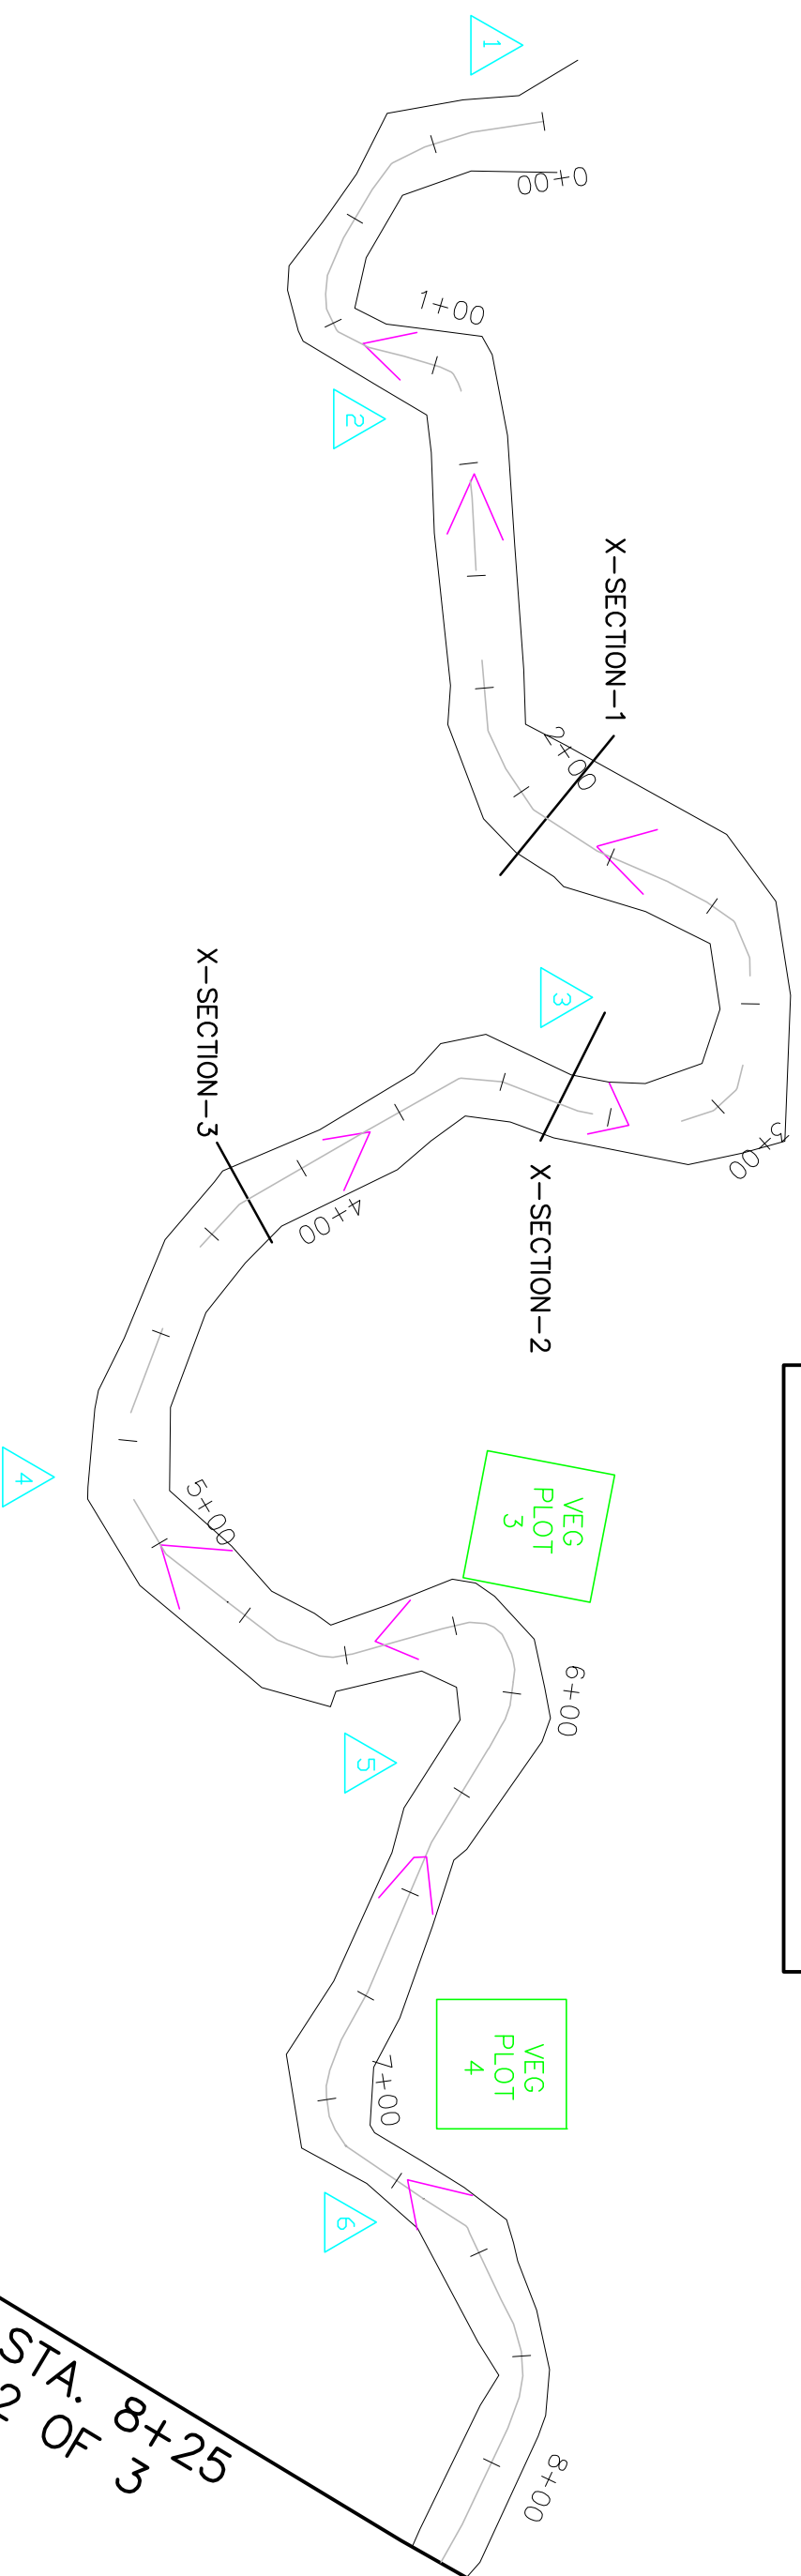 1
0+00
1+00
2
X-SECTION-1
2+00
3
X-SECTION-3
3+00
X-SECTION-2
4+00
4
5+00
VEG
PLOT
3
6+00
5
VEG
PLOT
4
7+00
6
STA. 8+25
2 OF 3
8+00